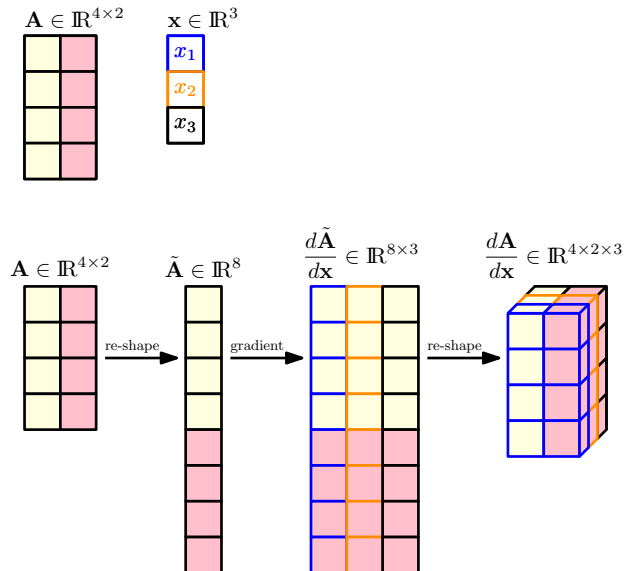 A ∈ ℝ^{4×2} x ∈ ℝ^3
x_1
x_2
x_3
dÃ/dx ∈ ℝ^{8×3} dA/dx ∈ ℝ^{4×2×3}
A ∈ ℝ^{4×2} Ã ∈ ℝ^8
re-shape gradient re-shape